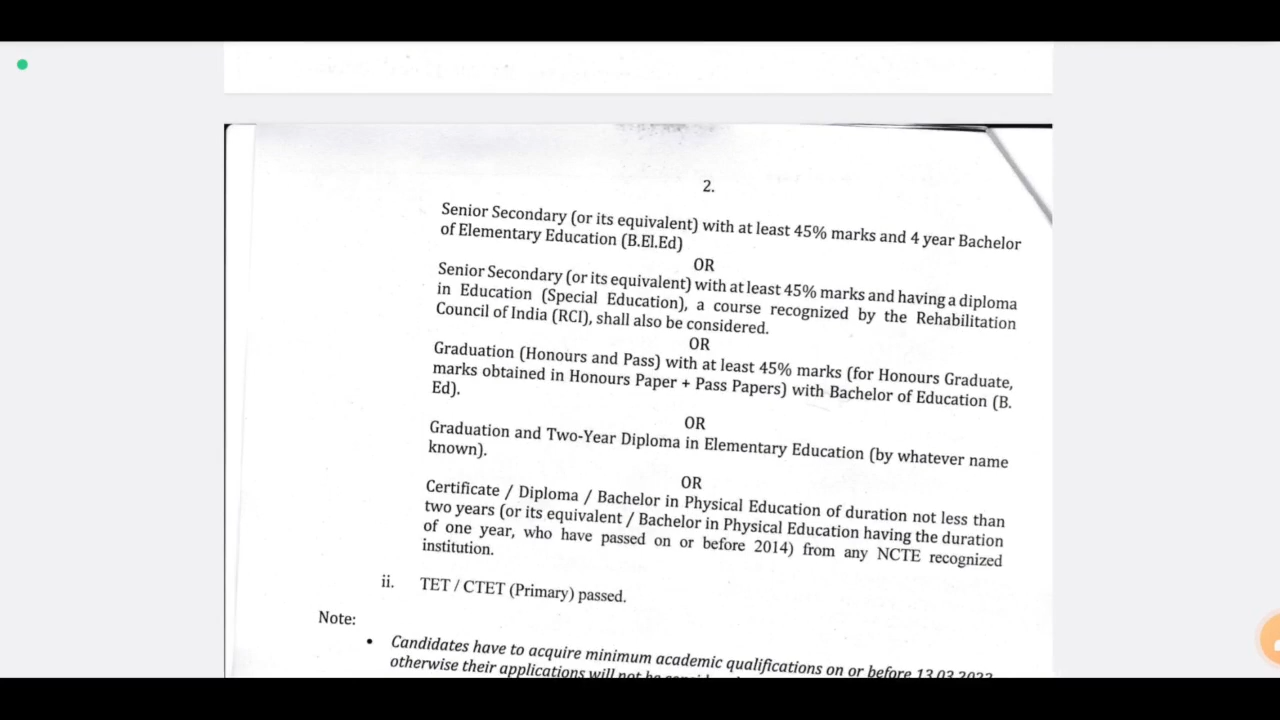 2.
Senior Secondary (or its equivalent) with at least 45% marks and 4 year Bachelor
of Elementary Education (B.El.Ed)
OR
Senior Secondary (or its equivalent) with at least 45% marks and having a diploma
in Education (Special Education), a course recognized by the Rehabilitation
Council of India (RCI), shall also be considered.
OR
Graduation (Honours and Pass) with at least 45% marks (for Honours Graduate,
marks obtained in Honours Paper + Pass Papers) with Bachelor of Education (B.
Ed).
OR
Graduation and Two-Year Diploma in Elementary Education (by whatever name
known).
OR
Certificate / Diploma / Bachelor in Physical Education of duration not less than
two years (or its equivalent / Bachelor in Physical Education having the duration
of one year, who have passed on or before 2014) from any NCTE recognized
institution.
ii. TET / CTET (Primary) passed.
Note:
• Candidates have to acquire minimum academic qualifications on or before
otherwise their applications will not be